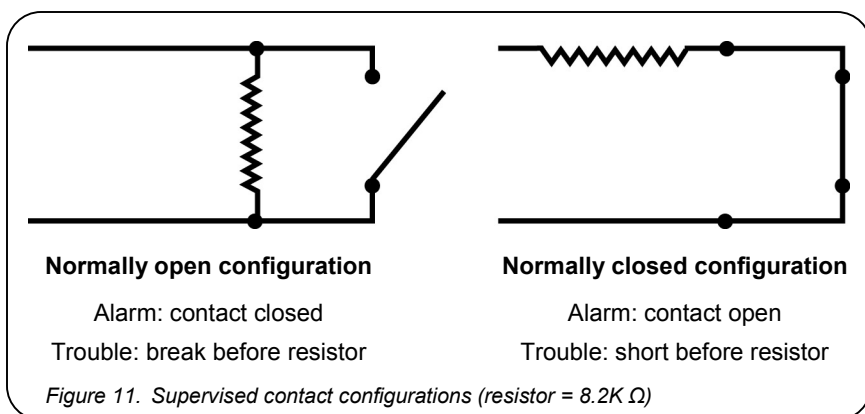 Normally open configuration
Alarm: contact closed
Trouble: break before resistor
Normally closed configuration
Alarm: contact open
Trouble: short before resistor
Figure 11. Supervised contact configurations (resistor = 8.2K Ω)